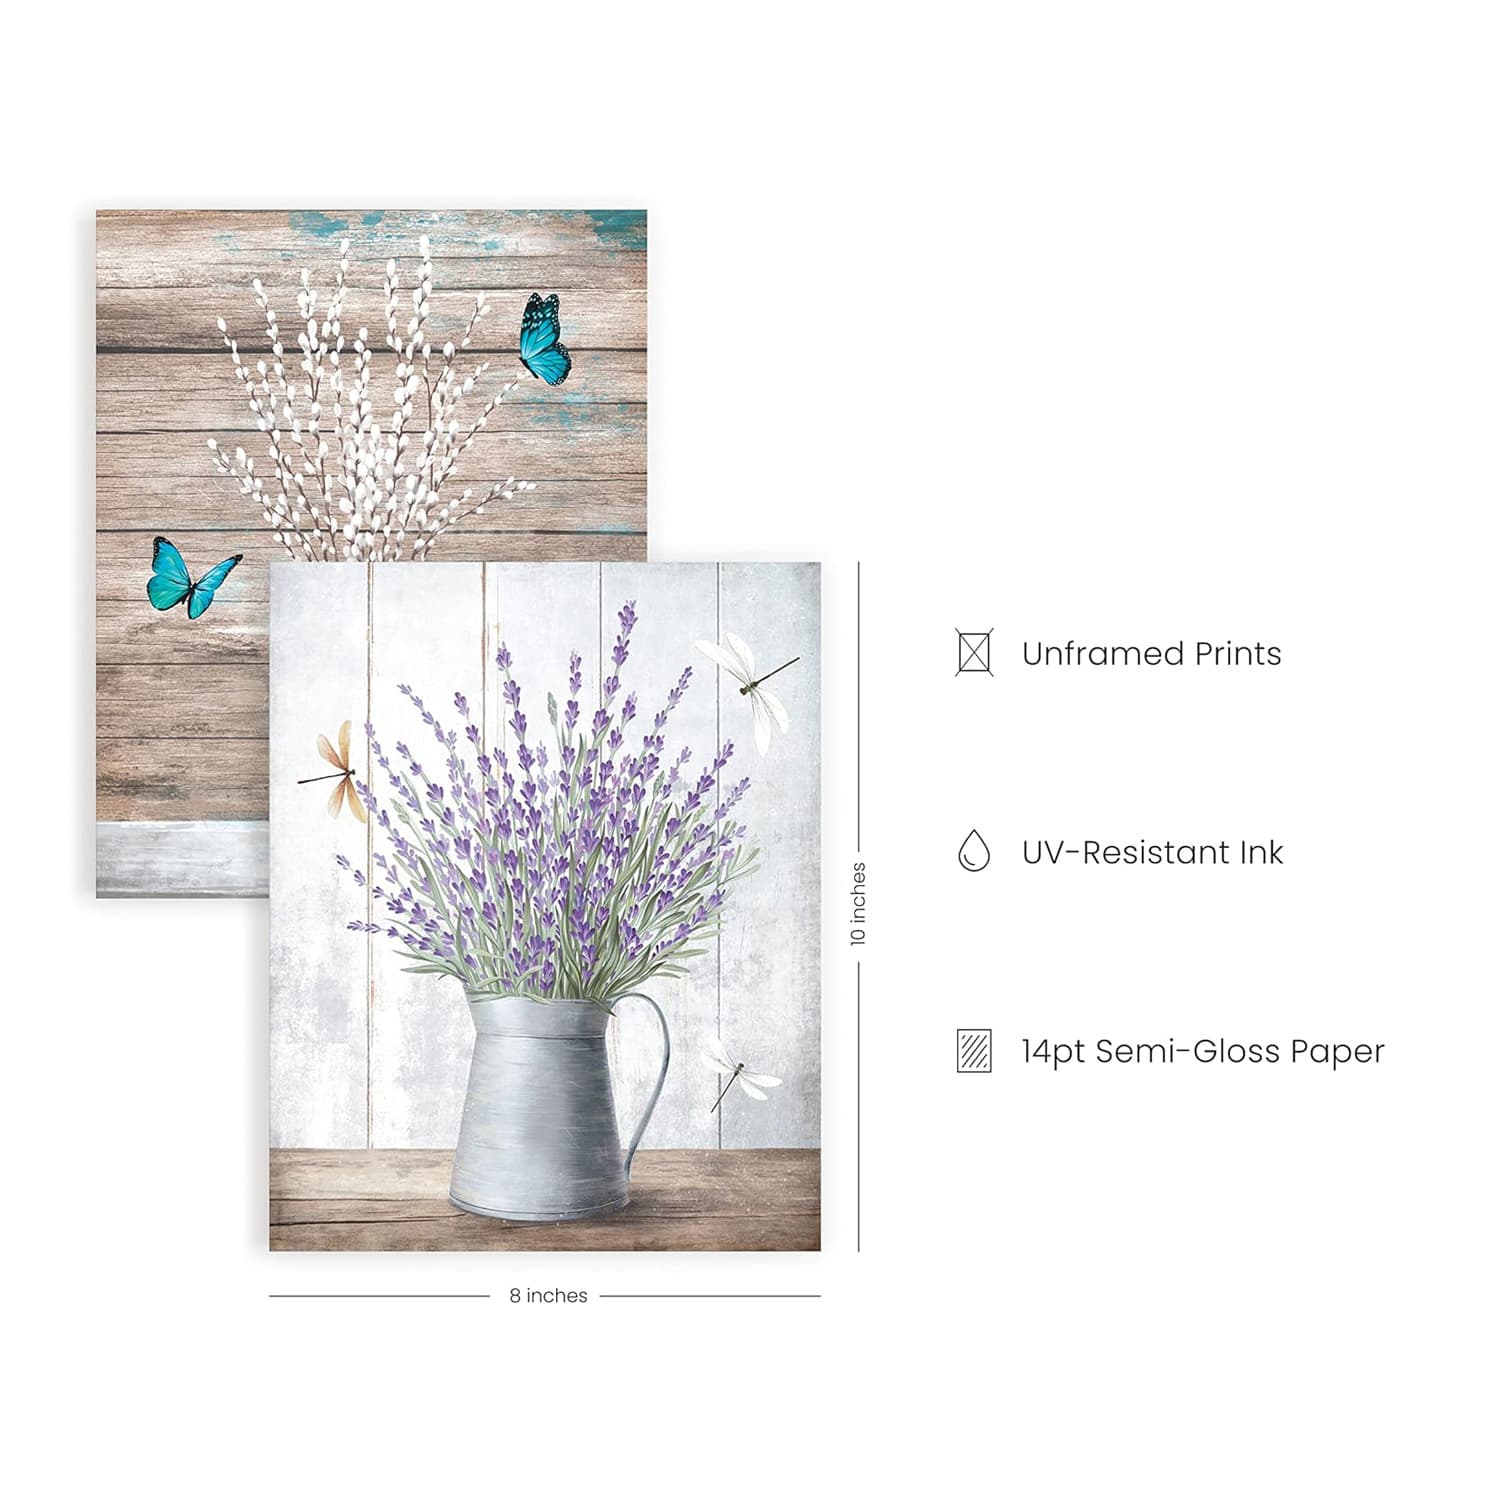 Unframed Prints
UV-Resistant Ink
14pt Semi-Gloss Paper
10 inches
8 inches